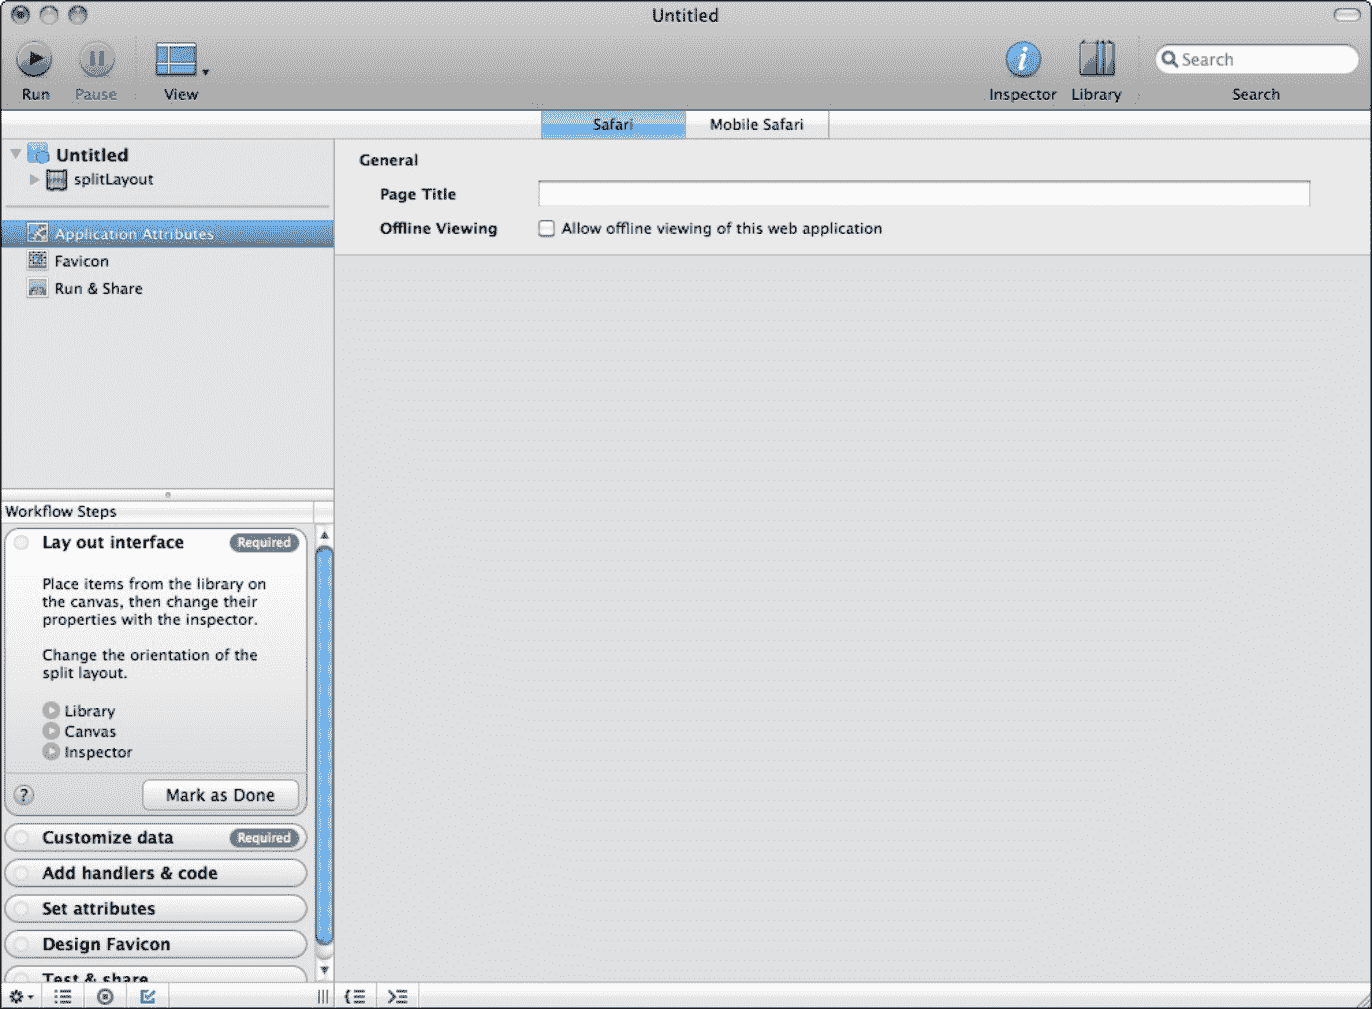 Untitled
Run
Pause
View
Inspector
Library
Search
Search
Safari
Mobile Safari
Untitled
splitLayout
Application Attributes
Favicon
Run & Share
General
Page Title
Offline Viewing
Allow offline viewing of this web application
Workflow Steps
Lay out interface
Required
Place items from the library on
the canvas, then change their
properties with the inspector.
Change the orientation of the
split layout.
Library
Canvas
Inspector
?
Mark as Done
Customize data
Required
Add handlers & code
Set attributes
Design Favicon
Test & share